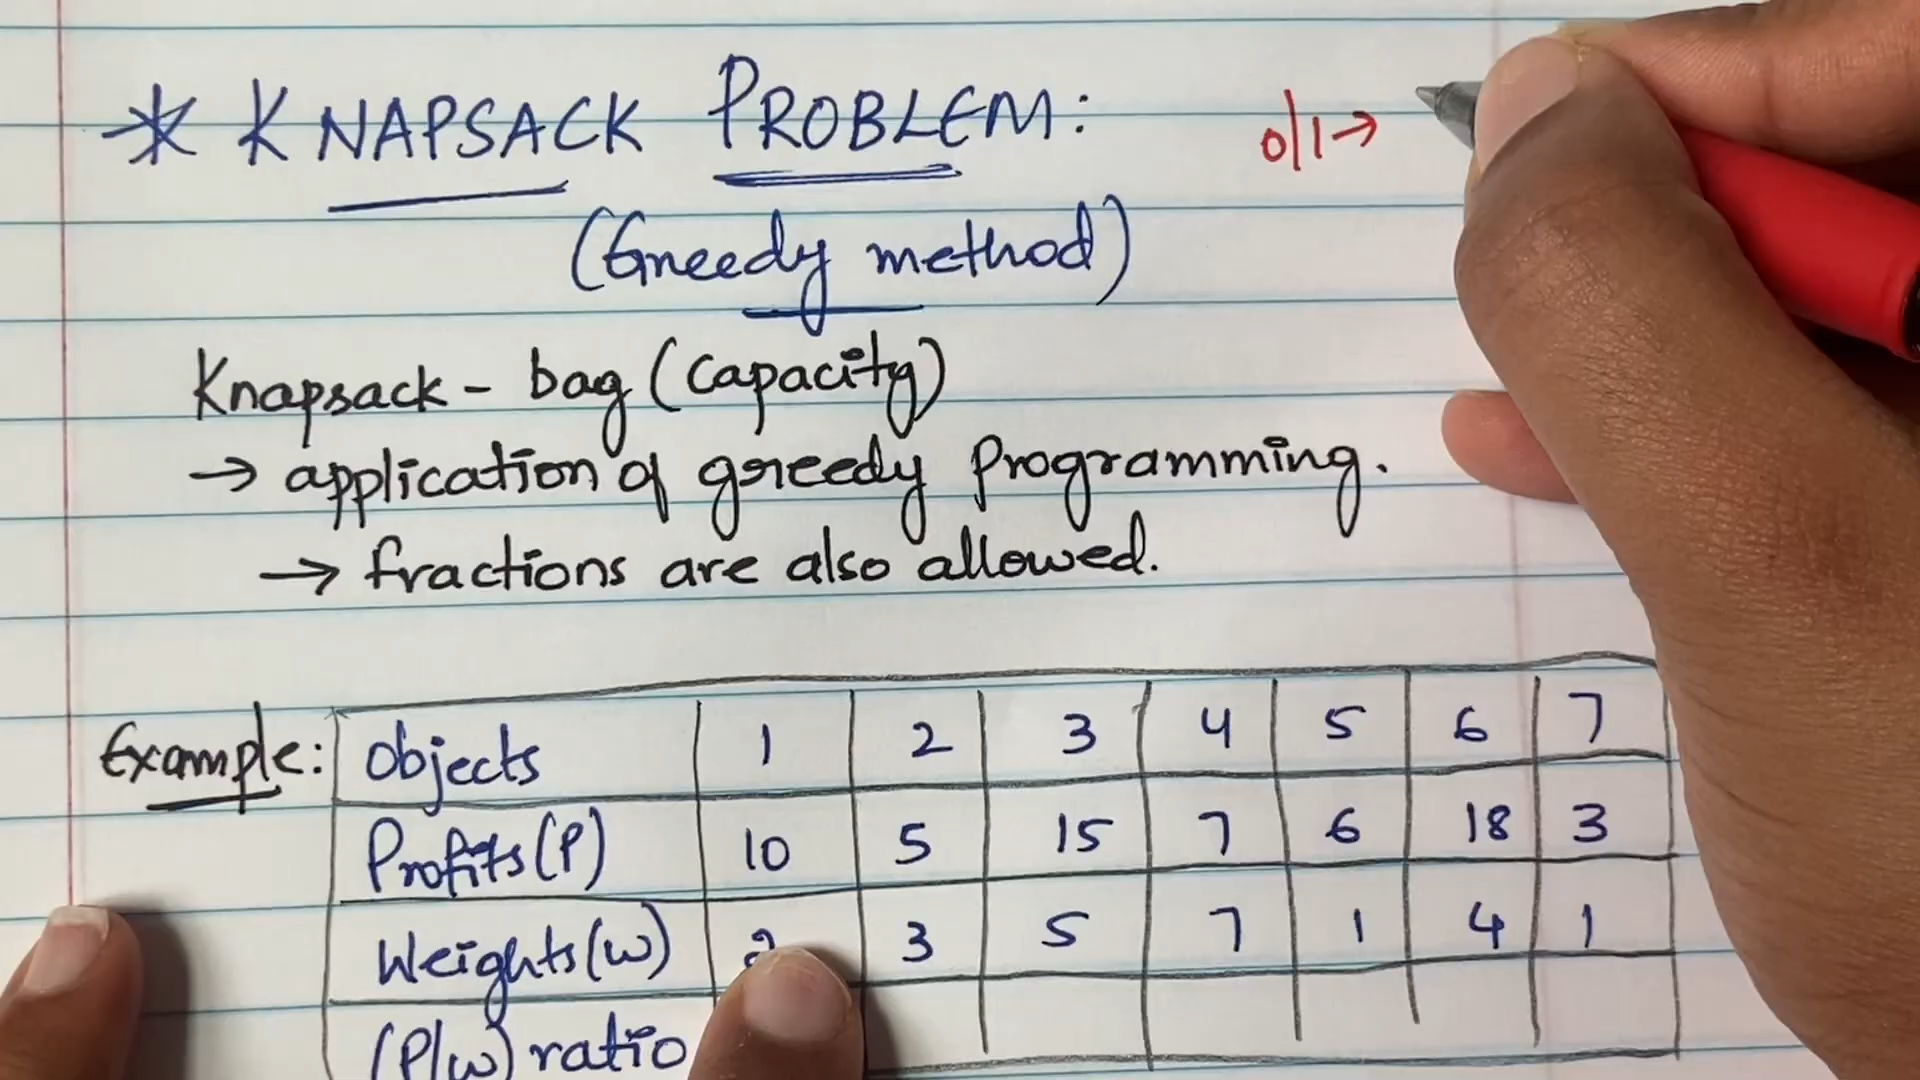 * KNAPSACK PROBLEM:
0/1→
(Greedy method)
Knapsack - bag (capacity)
→ application of greedy programming.
→ fractions are also allowed.
Example: Objects 1 2 3 4 5 6 7
Profits(P) 10 5 15 7 6 18 3
Weights(w) 3 5 7 1 4 1
(P/w) ratio